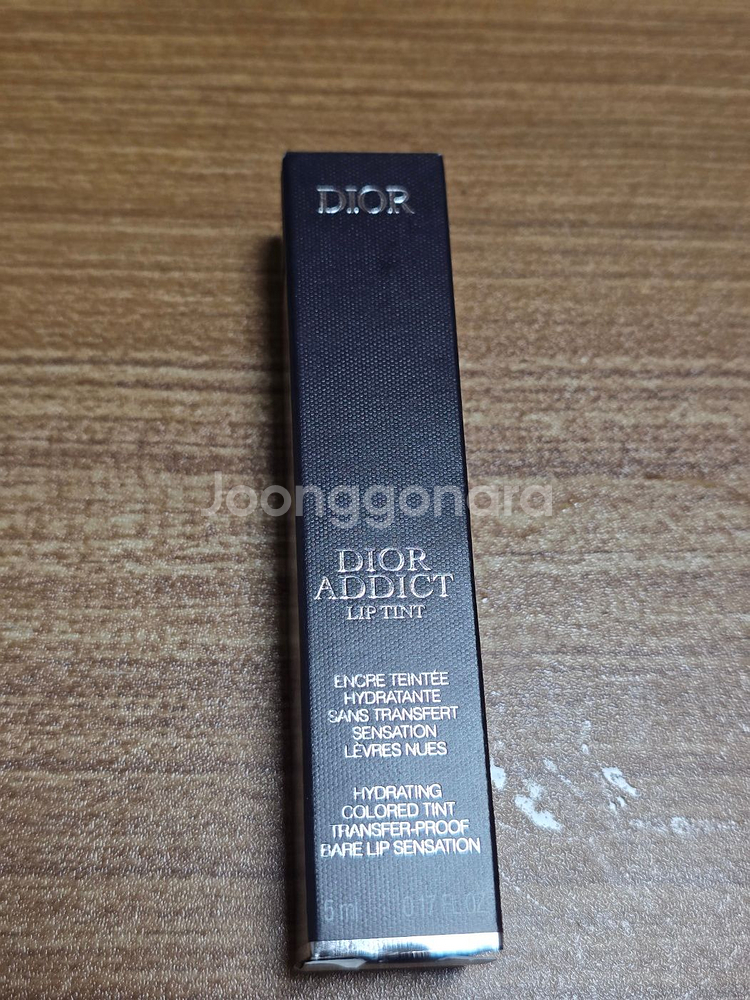 DIOR
Joonggonara
DIOR
ADDICT
LIP TINT
ENCRE TEINTÉE
HYDRATANTE
SANS TRANSFERT
SENSATION
LÈVRES NUES
HYDRATING
COLORED TINT
TRANSFER-PROOF
BARE LIP SENSATION
5 ml 0.17 FL.OZ